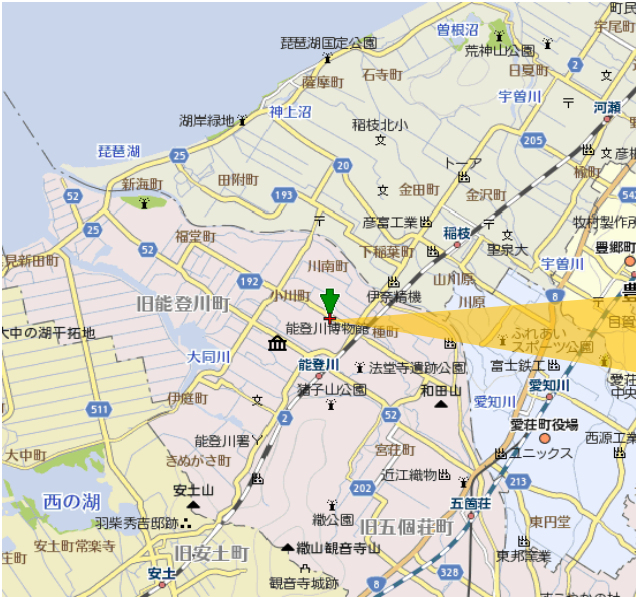 町民
曽根沼
宇尾町
琵琶湖国定公園
荒神山公園
2
日夏町
薩摩町
石寺町
宇曽川
河瀬
神上沼
湖岸緑地
稲枝北小
205
琵琶湖
25
トーア
20
新海町
田附町
金田町
金沢町
52
193
542
25
彦富工業
牧村製作所
福堂町
稲枝
52
下稲葉町
聖泉大
豊郷町
見新田町
川南町
宇曽川
山川原
192
伊奈精機
川原
8
小川町
旧能登川町
能登川博物館
大中の湖干拓地
ふれあい
スポーツ公園
大同川
能登川
法堂寺遺跡公園
富士鉄工
猪子山公園
和田山
愛知川
伊庭町
愛知川
511
2
52
愛荘町役場
能登川署
宮荘町
西源工
大中町
きぬがさ町
ユニックス
近江織物
213
安土山
202
西の湖
五箇荘
羽柴秀吉邸跡
繖公園
東円堂
旧五個荘町
安土町常楽寺
旧安土町
繖山観音寺山
東邦窯業
安土
328
観音寺城跡
8